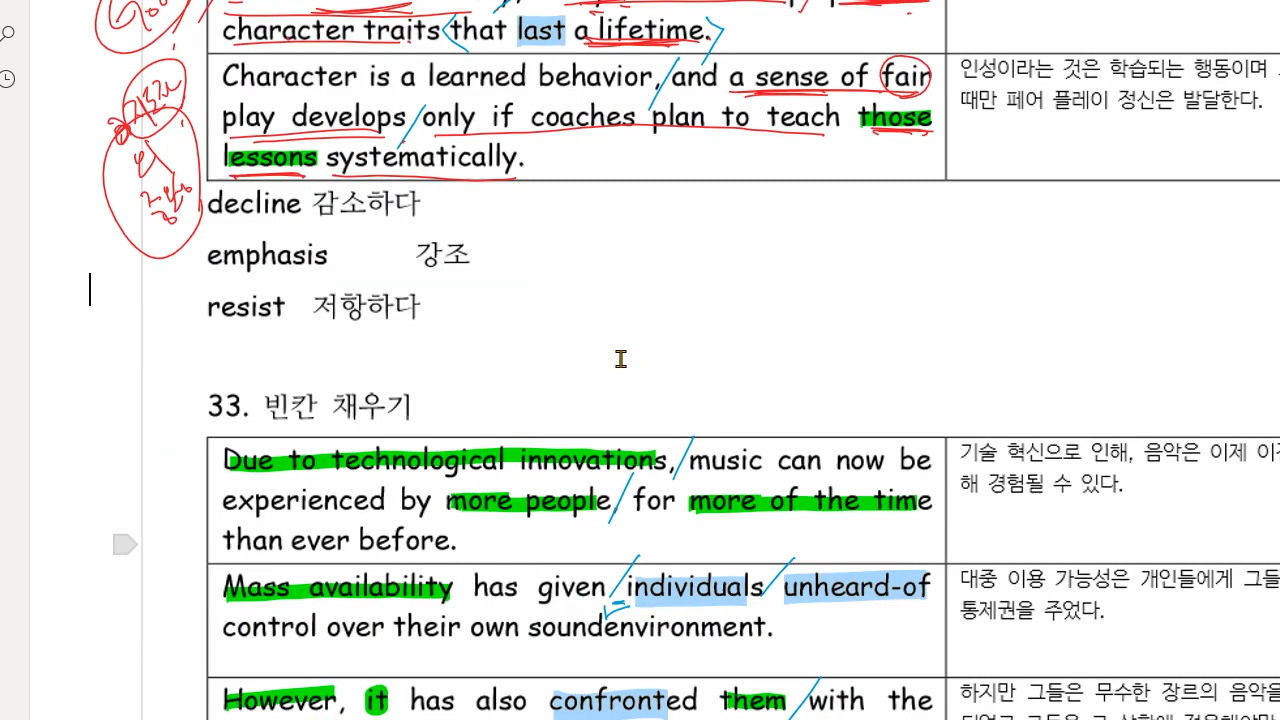 character traits that last a lifetime.
Character is a learned behavior, and a sense of fair
play develops only if coaches plan to teach those
lessons systematically.
인성이라는 것은 학습되는 행동이며
때만 페어 플레이 정신은 발달한다.
decline 감소하다
emphasis 강조
resist 저항하다
33. 빈칸 채우기
Due to technological innovations, music can now be
experienced by more people, for more of the time
than ever before.
기술 혁신으로 인해, 음악은 이제
해 경험될 수 있다.
Mass availability has given individuals unheard-of
control over their own soundenvironment.
대중 이용 가능성은 개인들에게
통제권을 주었다.
However, it has also confronted them with the
하지만 그들은 무수한 장르의 음악을